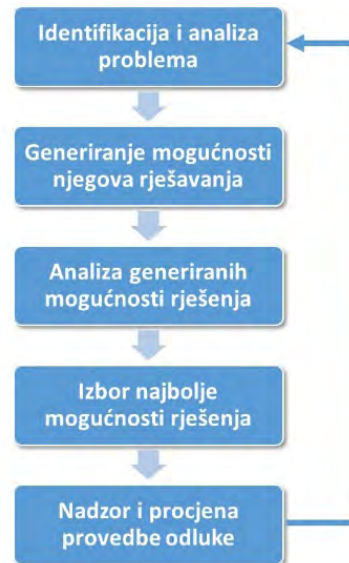 Identifikacija i analiza
problema
Generiranje mogućnosti
njegova rješavanja
Analiza generiranih
mogućnosti rješenja
Izbor najbolje
mogućnosti rješenja
Nadzor i procjena
provedbe odluke